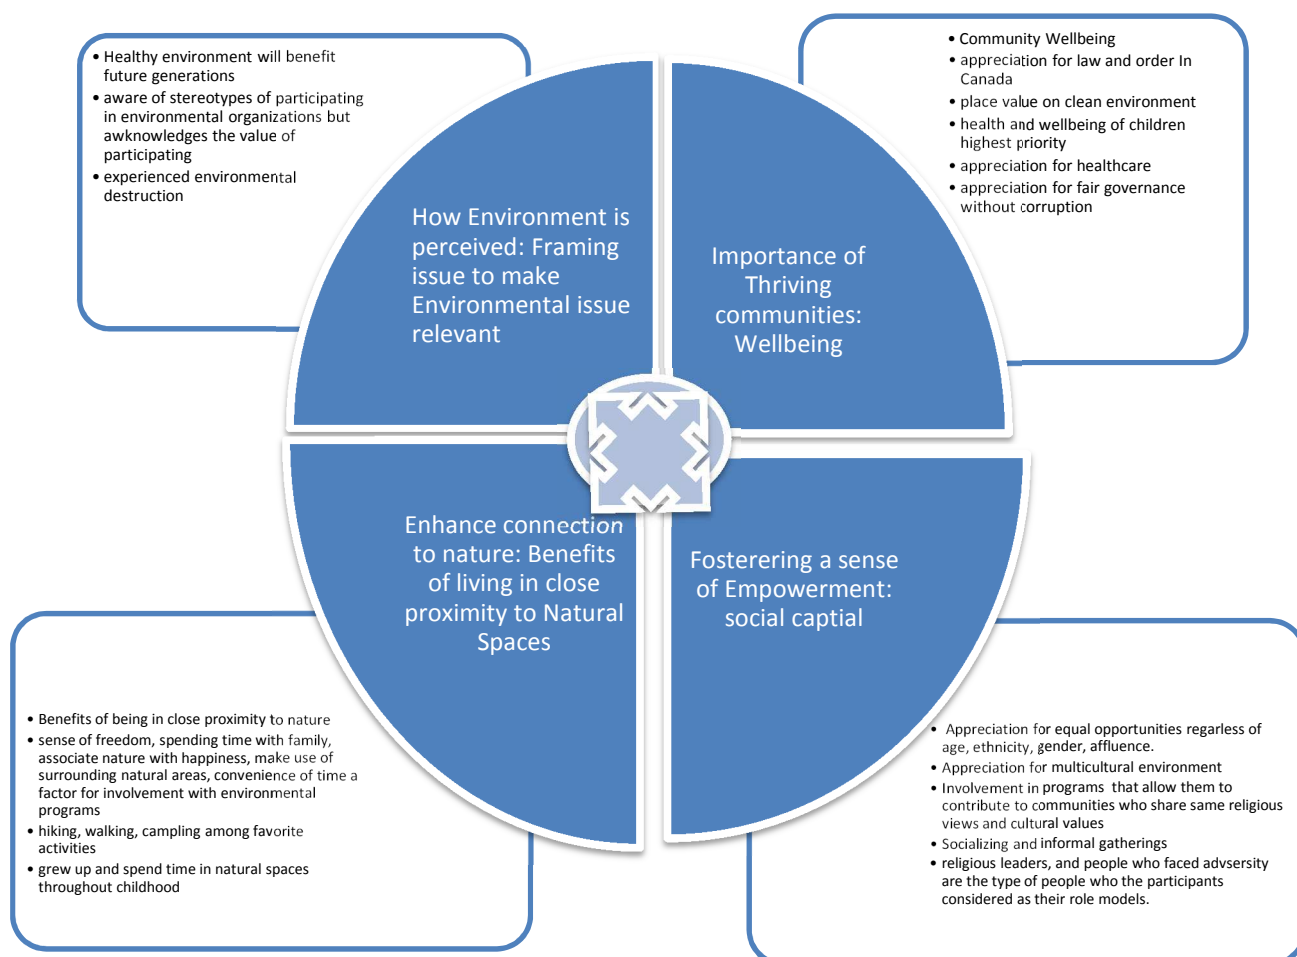 • Healthy environment will benefit
future generations
• aware of stereotypes of participating
in environmental organizations but
awknowledges the value of
participating
• experienced environmental
destruction
• Community Wellbeing
• appreciation for law and order In
Canada
• place value on clean environment
• health and wellbeing of children
highest priority
• appreciation for healthcare
• appreciation for fair governance
without corruption
How Environment is
perceived: Framing
issue to make
Environmental issue
relevant
Importance of
Thriving
communities:
Wellbeing
Enhance connection
to nature: Benefits
of living in close
proximity to Natural
Spaces
Fosterering a sense
of Empowerment:
social captial
• Benefits of being in close proximity to nature
• sense of freedom, spending time with family,
associate nature with happiness, make use of
surrounding natural areas, convenience of time a
factor for involvement with environmental
programs
• hiking, walking, campling among favorite
activities
• grew up and spend time in natural spaces
throughout childhood
• Appreciation for equal opportunities regarless of
age, ethnicity, gender, affluence.
• Appreciation for multicultural environment
• Involvement in programs that allow them to
contribute to communities who share same religious
views and cultural values
• Socializing and informal gatherings
• religious leaders, and people who faced advsersity
are the type of people who the participants
considered as their role models.